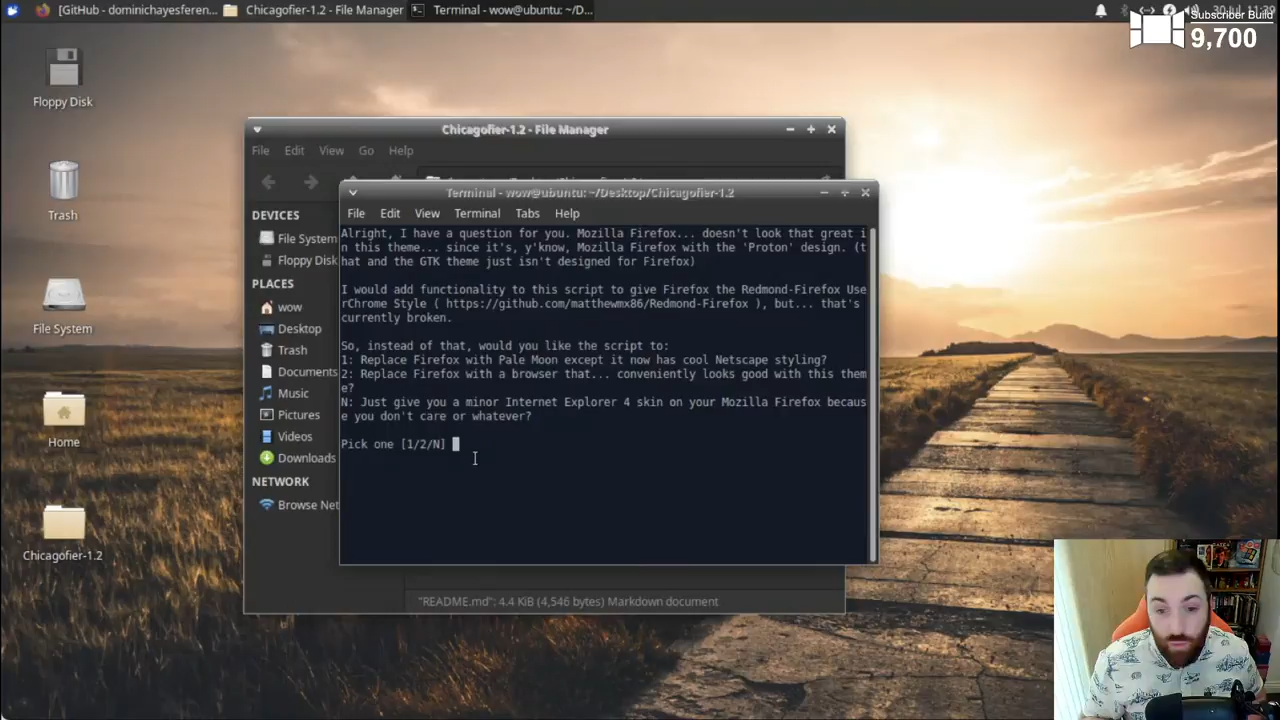 [GitHub - dominichayesferen...
Chicagofier-1.2 - File Manager
Terminal - wow@ubuntu: ~/D...
30 Jul, 11:39
Subscriber Build
9,700
Floppy Disk
Trash
File System
Home
Chicagofier-1.2
Chicagofier-1.2 - File Manager
File Edit View Go Help
DEVICES
File System
Floppy Disk
PLACES
wow
Desktop
Trash
Documents
Music
Pictures
Videos
Downloads
NETWORK
Browse Net
"README.md": 4.4 KiB (4,546 bytes) Markdown document
Terminal - wow@ubuntu: ~/Desktop/Chicagofier-1.2
File Edit View Terminal Tabs Help
Alright, I have a question for you. Mozilla Firefox... doesn't look that great i
n this theme... since it's, y'know, Mozilla Firefox with the 'Proton' design. (t
hat and the GTK theme just isn't designed for Firefox)
I would add functionality to this script to give Firefox the Redmond-Firefox Use
rChrome Style ( https://github.com/matthewmx86/Redmond-Firefox ), but... that's
currently broken.
So, instead of that, would you like the script to:
1: Replace Firefox with Pale Moon except it now has cool Netscape styling?
2: Replace Firefox with a browser that... conveniently looks good with this them
e?
N: Just give you a minor Internet Explorer 4 skin on your Mozilla Firefox becaus
e you don't care or whatever?
Pick one [1/2/N]